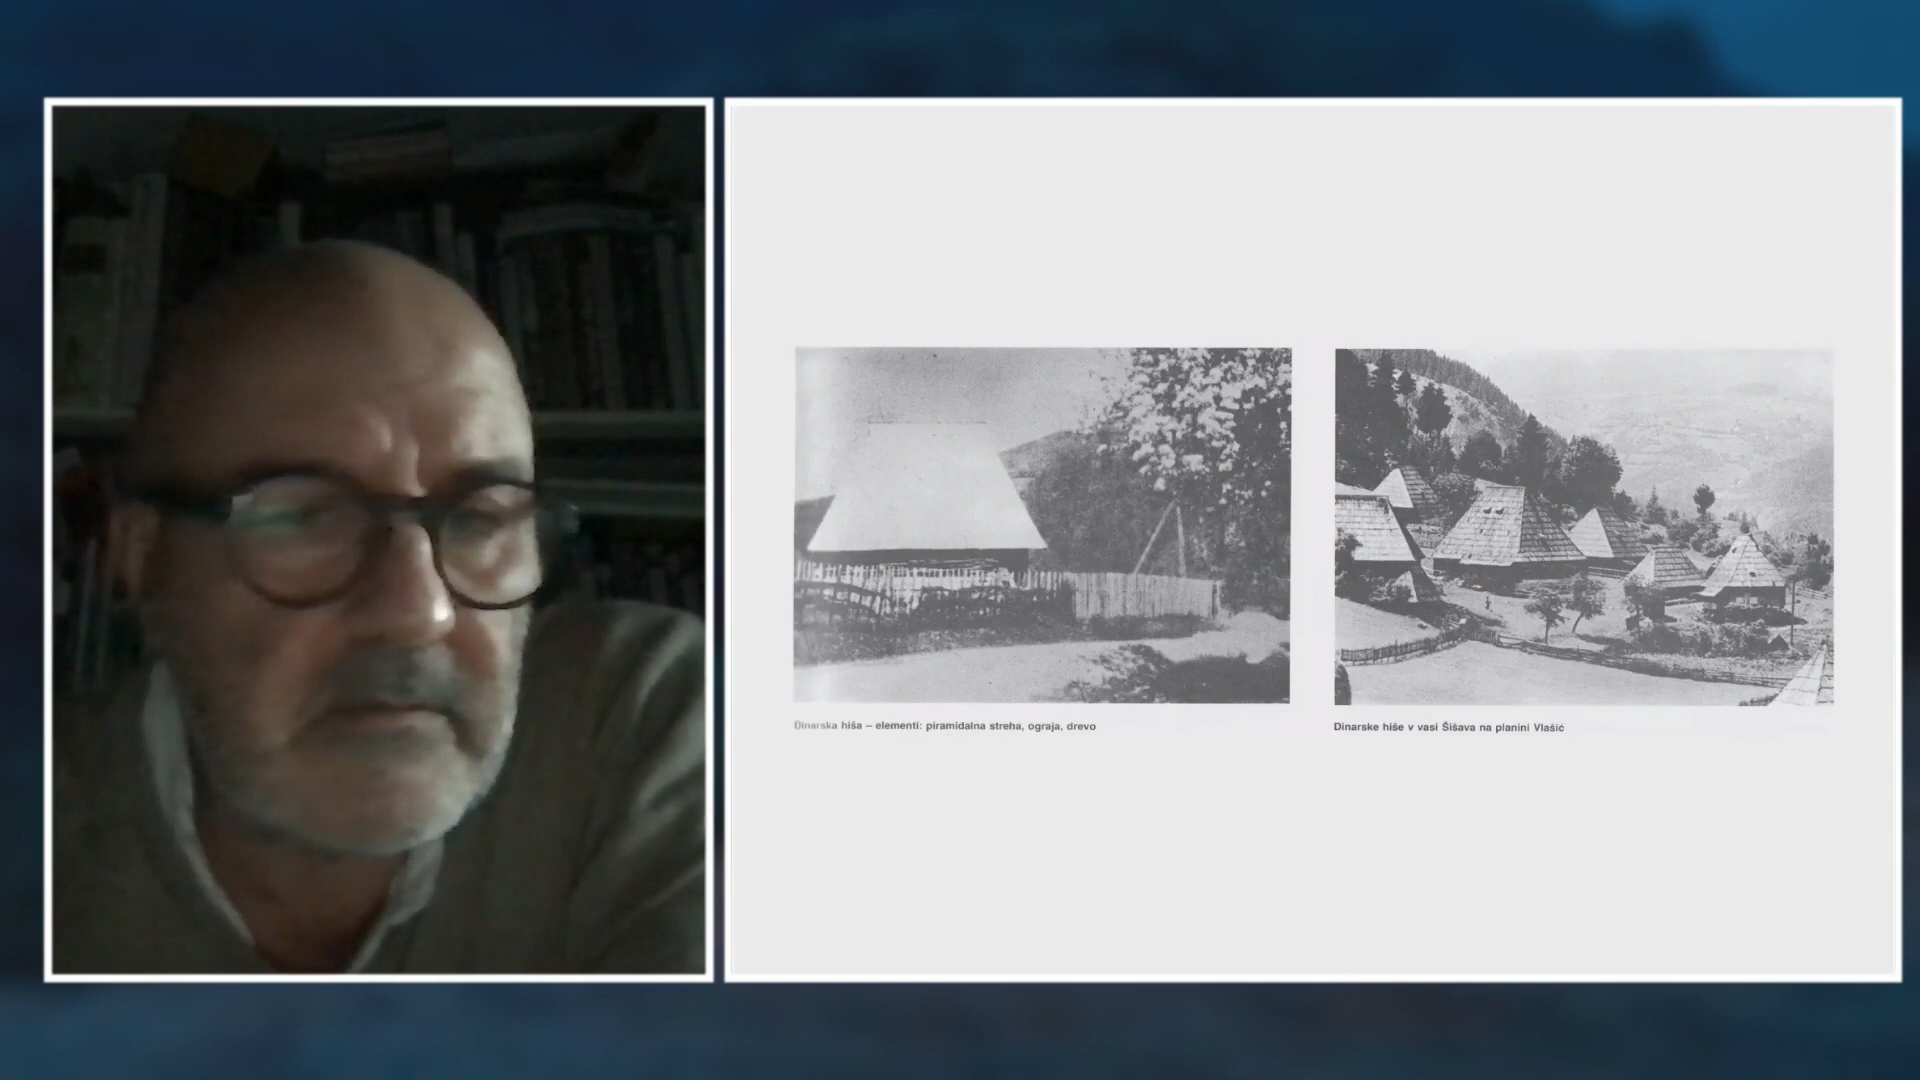 Dinarska hiša – elementi: piramidalna streha, ograja, drevo
Dinarske hiše v vasi Šišava na planini Vlašić